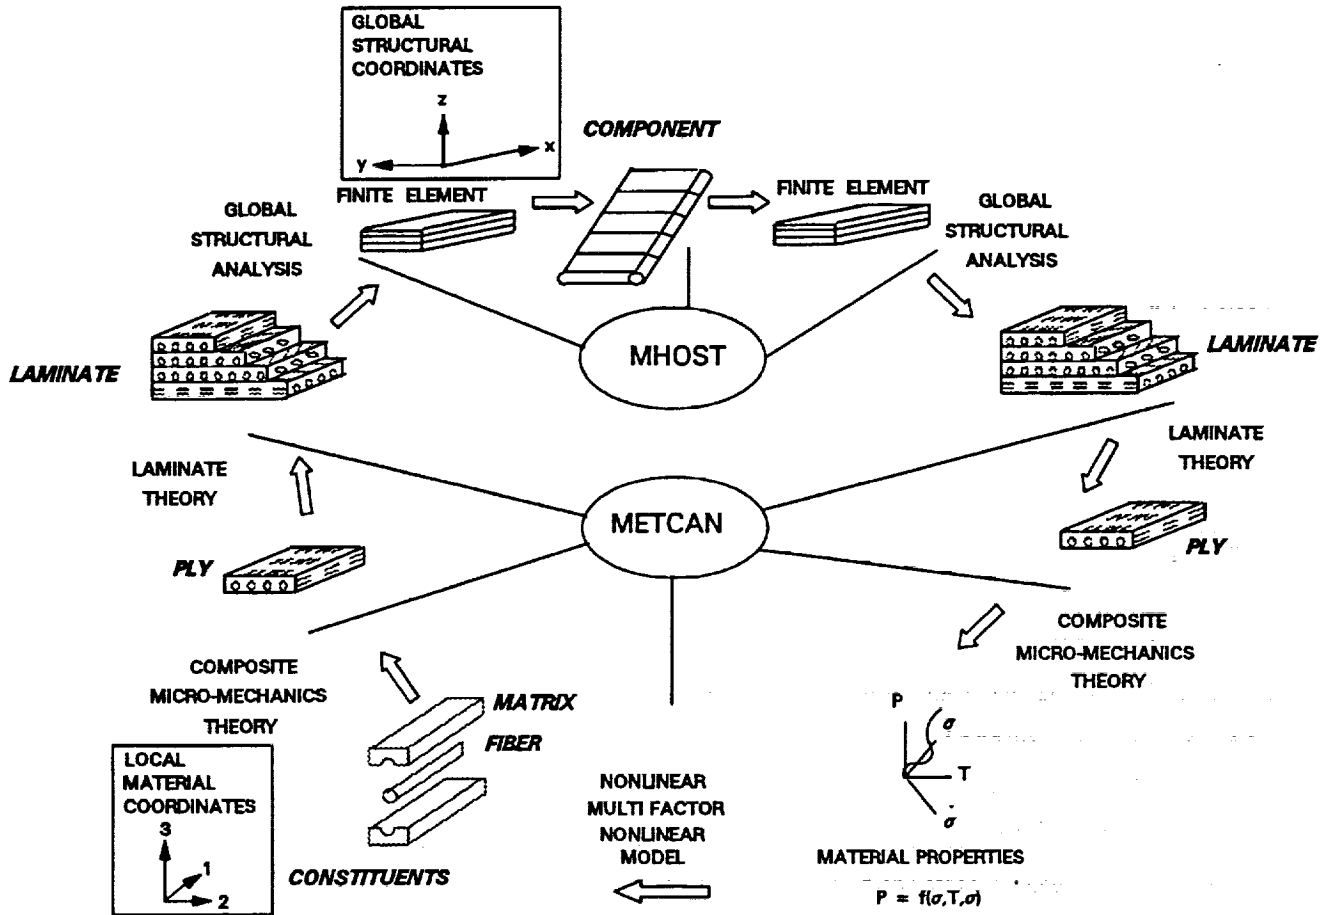 GLOBAL
STRUCTURAL
COORDINATES
z
y
x
COMPONENT
FINITE ELEMENT
FINITE ELEMENT
GLOBAL
STRUCTURAL
ANALYSIS
GLOBAL
STRUCTURAL
ANALYSIS
MHOST
LAMINATE
LAMINATE
LAMINATE
THEORY
LAMINATE
THEORY
METCAN
PLY
PLY
COMPOSITE
MICRO-MECHANICS
THEORY
COMPOSITE
MICRO-MECHANICS
THEORY
MATRIX
FIBER
P
σ
T
σ̇
LOCAL
MATERIAL
COORDINATES
3
1
2
CONSTITUENTS
NONLINEAR
MULTI FACTOR
NONLINEAR
MODEL
MATERIAL PROPERTIES
P = f(σ,T,σ)